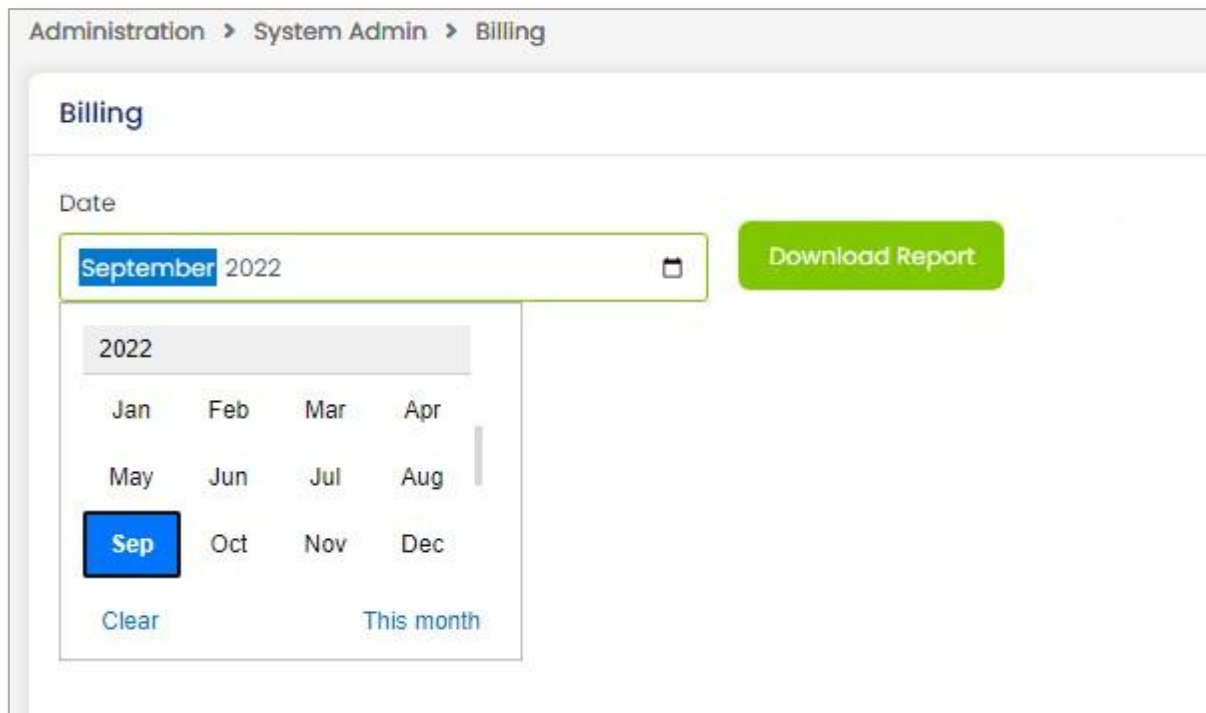 Administration > System Admin > Billing
Billing
Date
September 2022
Download Report
2022
Jan Feb Mar Apr
May Jun Jul Aug
Sep Oct Nov Dec
Clear This month